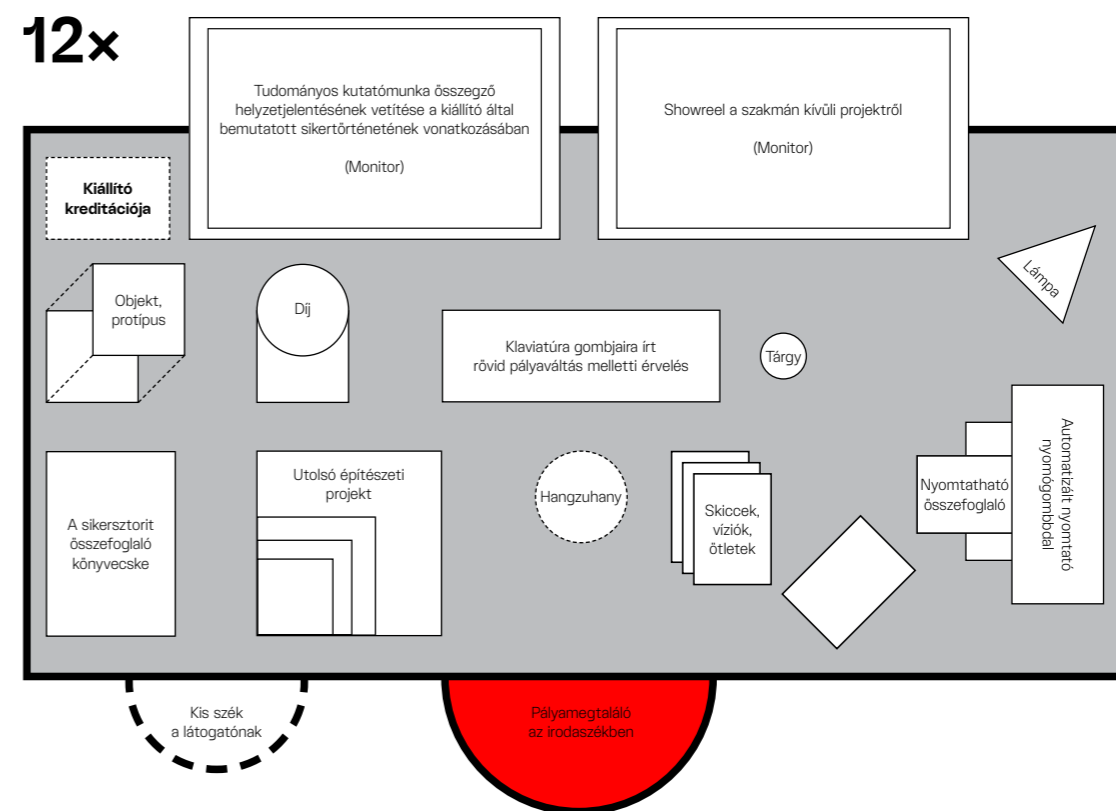 12×
Tudományos kutatómunka összegző
helyzetjelentésének vetítése a kiállító által
bemutatott sikertörténetének vonatkozásában
(Monitor)
Showreel a szakmán kívüli projektről
(Monitor)
Kiállító
kreditációja
Lámpa
Objekt,
protípus
Díj
Klaviatúra gombjaira írt
rövid pályaváltás melletti érvelés
Tárgy
A sikersztorit
összefoglaló
könyvecske
Utolsó építészeti
projekt
Hangzuhany
Skiccek,
víziók,
ötletek
Nyomtatható
összefoglaló
Automatizált nyomtató
nyomógombbdal
Kis szék
a látogatónak
Pályamegtaláló
az irodaszékben